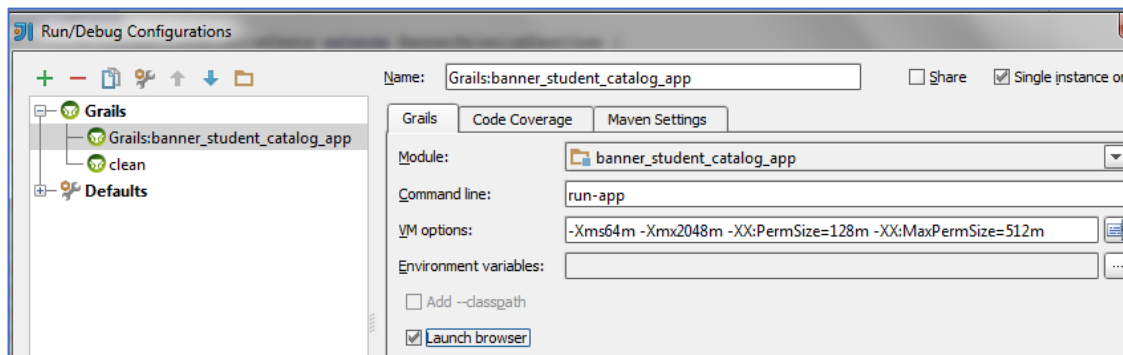 Run/Debug Configurations
Name: Grails:banner_student_catalog_app Share Single instance on
Grails
Grails:banner_student_catalog_app
clean
Defaults
Grails Code Coverage Maven Settings
Module: banner_student_catalog_app
Command line: run-app
VM options: -Xms64m -Xmx2048m -XX:PermSize=128m -XX:MaxPermSize=512m
Environment variables:
Add --classpath
Launch browser